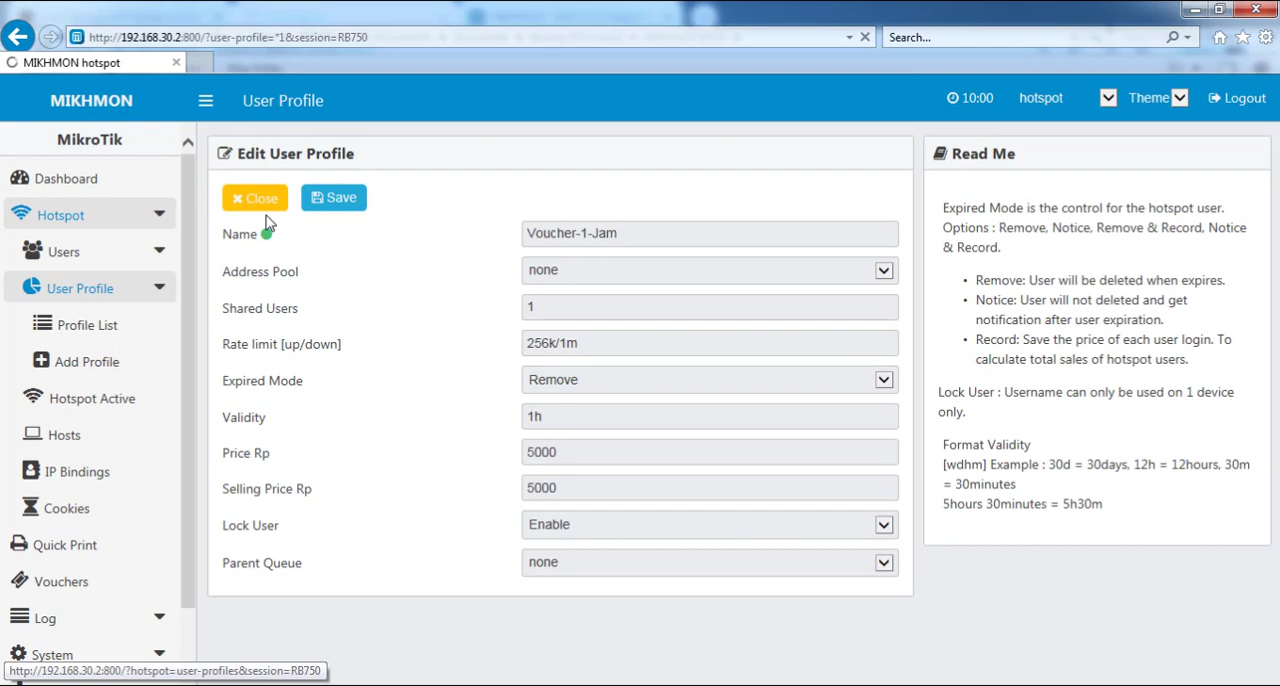 http://192.168.30.2:800/?user-profile=*1&session=RB750
Search...
MIKHMON hotspot
MIKHMON
User Profile
10:00
hotspot
Theme
Logout
MikroTik
Dashboard
Hotspot
Users
User Profile
Profile List
Add Profile
Hotspot Active
Hosts
IP Bindings
Cookies
Quick Print
Vouchers
Log
System
Edit User Profile
Close
Save
Name
Voucher-1-Jam
Address Pool
none
Shared Users
1
Rate limit [up/down]
256k/1m
Expired Mode
Remove
Validity
1h
Price Rp
5000
Selling Price Rp
5000
Lock User
Enable
Parent Queue
none
Read Me
Expired Mode is the control for the hotspot user.
Options : Remove, Notice, Remove & Record, Notice
& Record.
Remove: User will be deleted when expires.
Notice: User will not deleted and get
notification after user expiration.
Record: Save the price of each user login. To
calculate total sales of hotspot users.
Lock User : Username can only be used on 1 device
only.
Format Validity
[wdhm] Example : 30d = 30days, 12h = 12hours, 30m
= 30minutes
5hours 30minutes = 5h30m
http://192.168.30.2:800/?hotspot=user-profiles&session=RB750